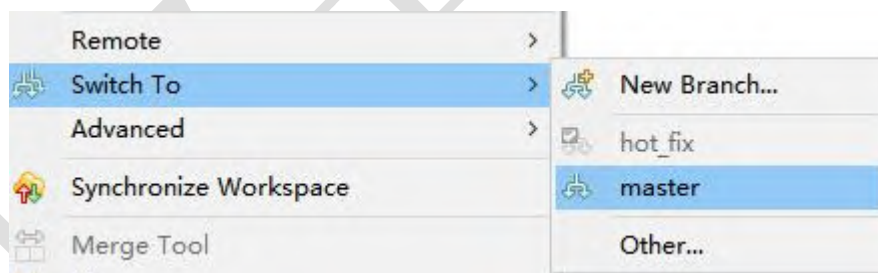 Remote
Switch To
Advanced
Synchronize Workspace
Merge Tool
New Branch...
hot_fix
master
Other...